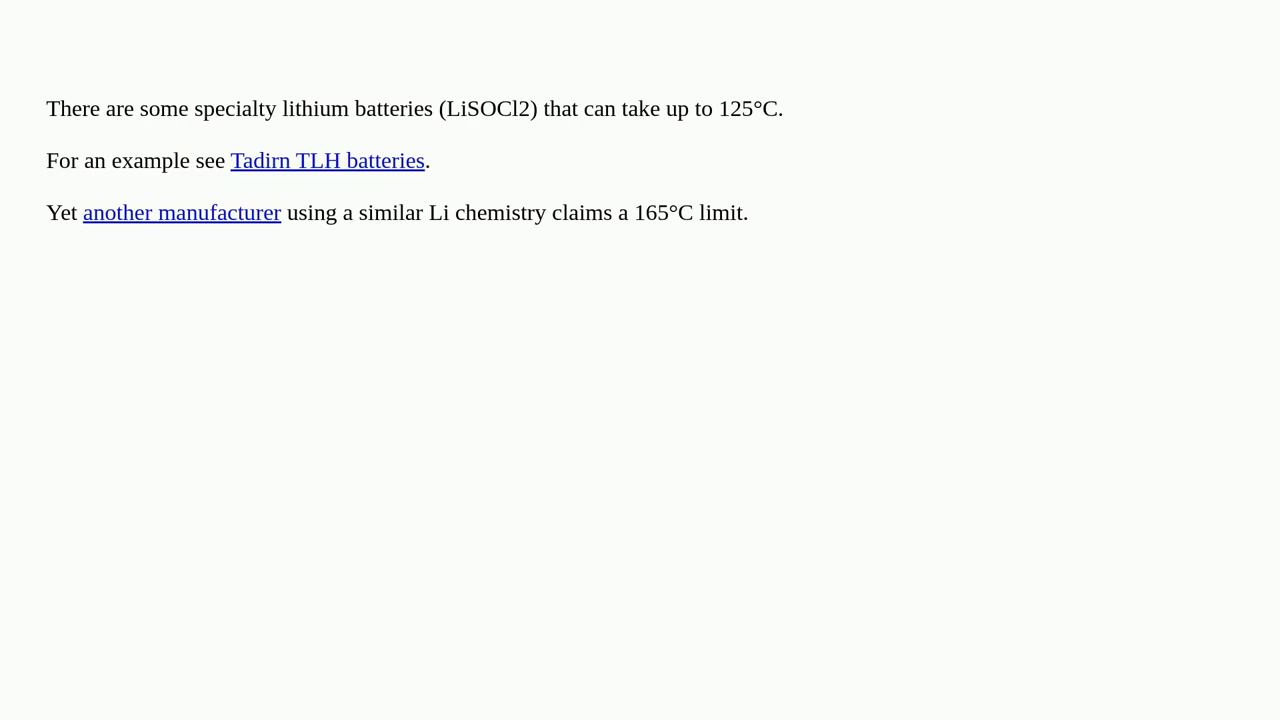 There are some specialty lithium batteries (LiSOCl2) that can take up to 125°C.
For an example see Tadirn TLH batteries.
Yet another manufacturer using a similar Li chemistry claims a 165°C limit.